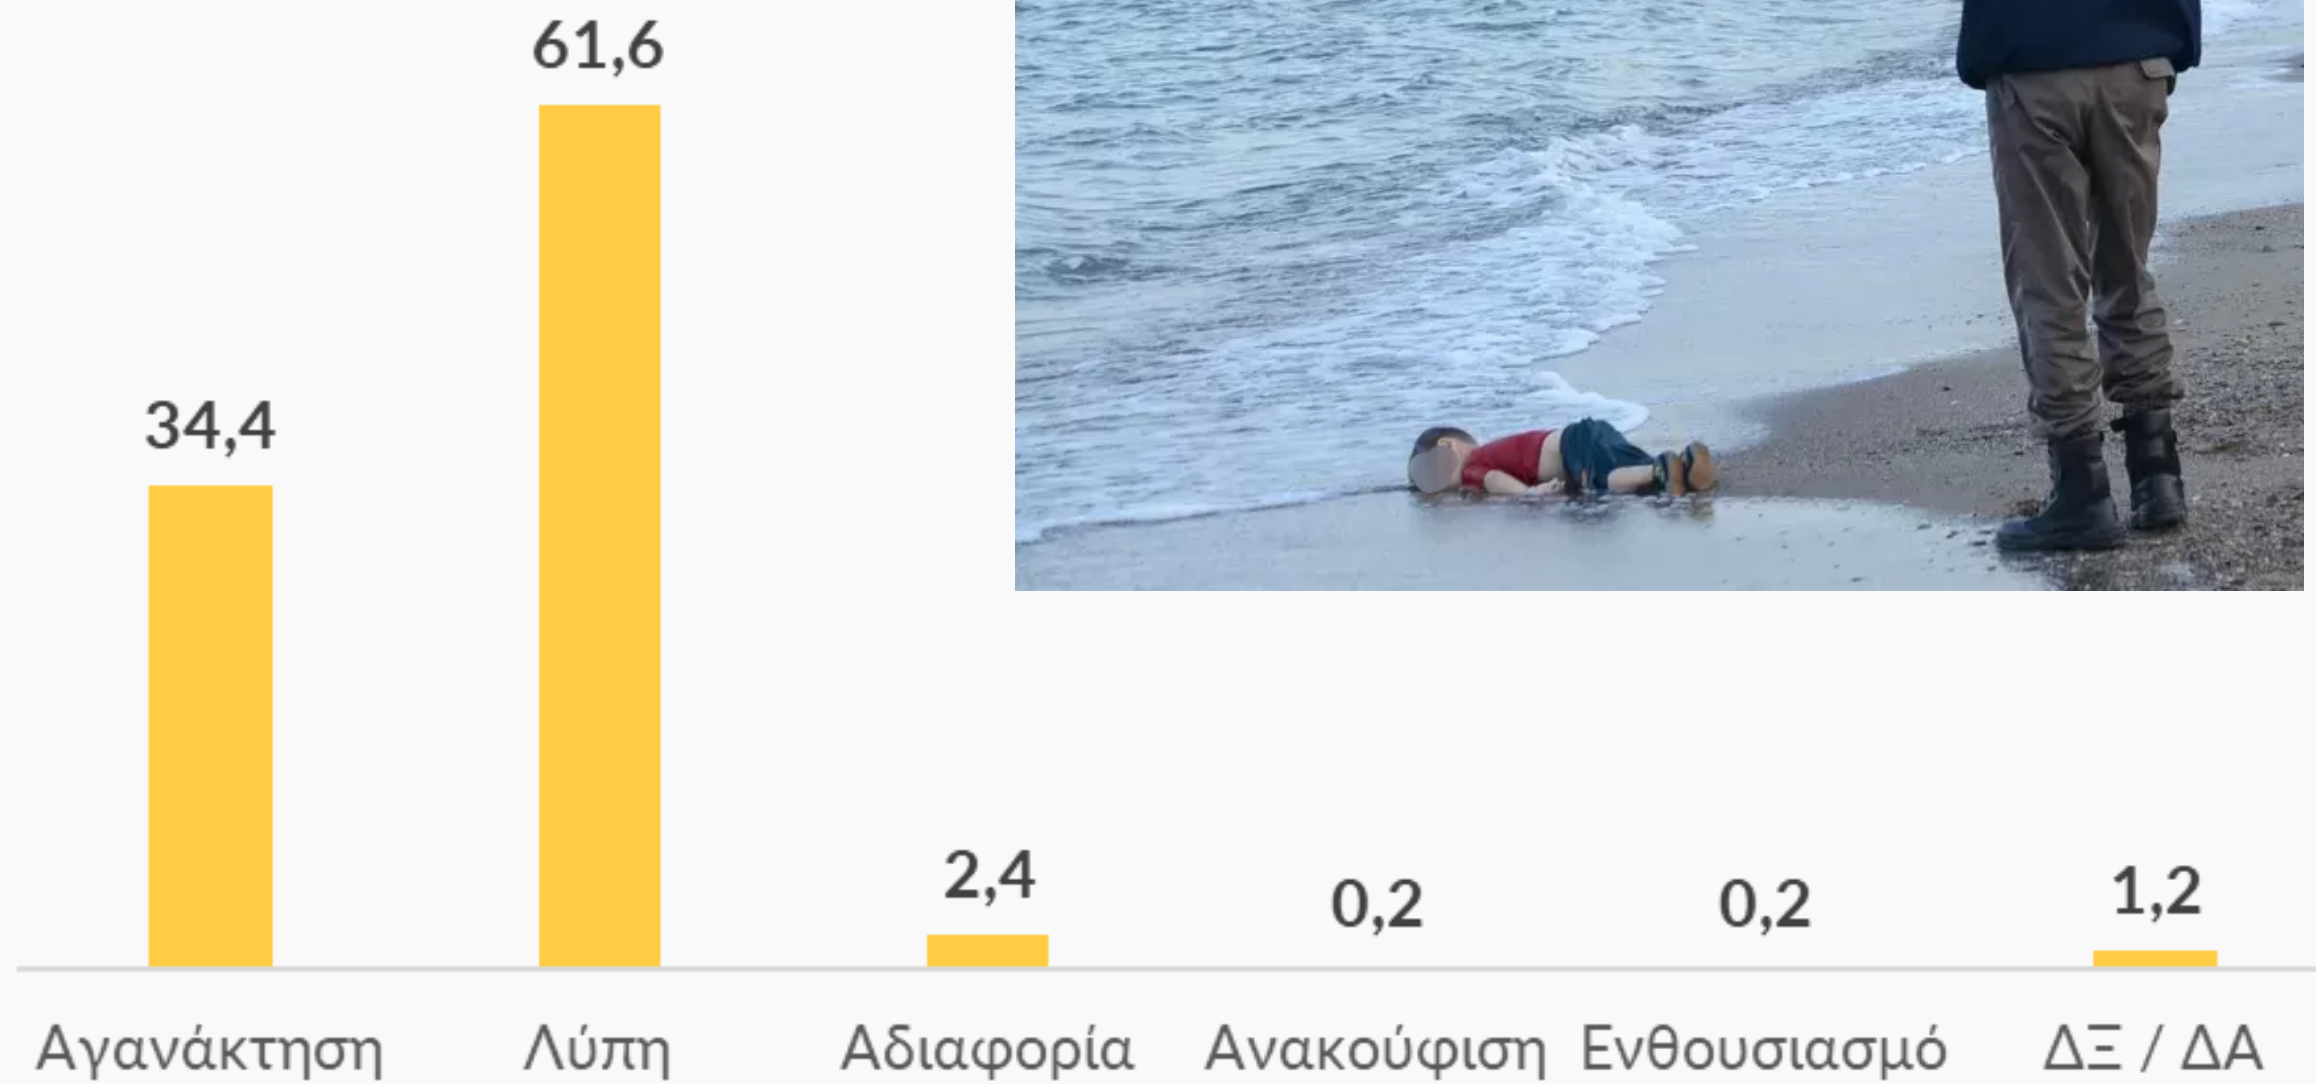 61,6
34,4
2,4
0,2
0,2
1,2
Αγανάκτηση
Λύπη
Αδιαφορία
Ανακούφιση
Ενθουσιασμό
ΔΞ / ΔΑ